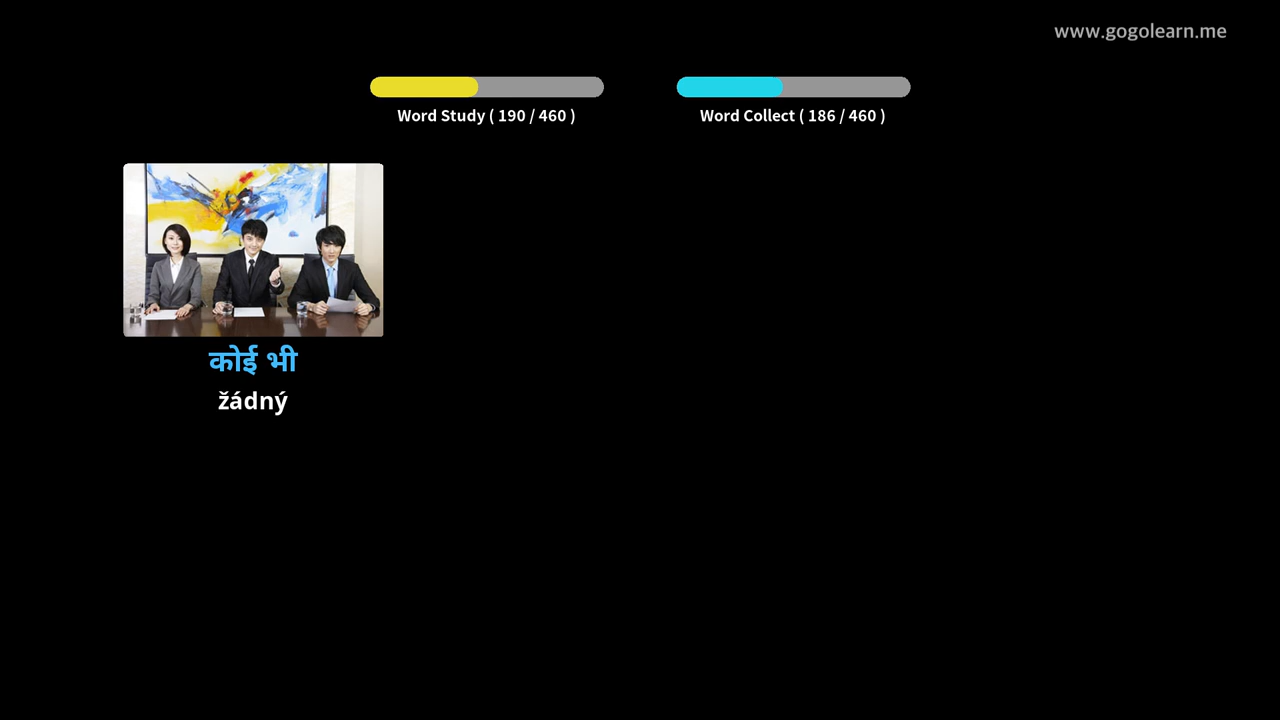 www.gogolearn.me
Word Study ( 190 / 460 )
Word Collect ( 186 / 460 )
कोई भी
žádný